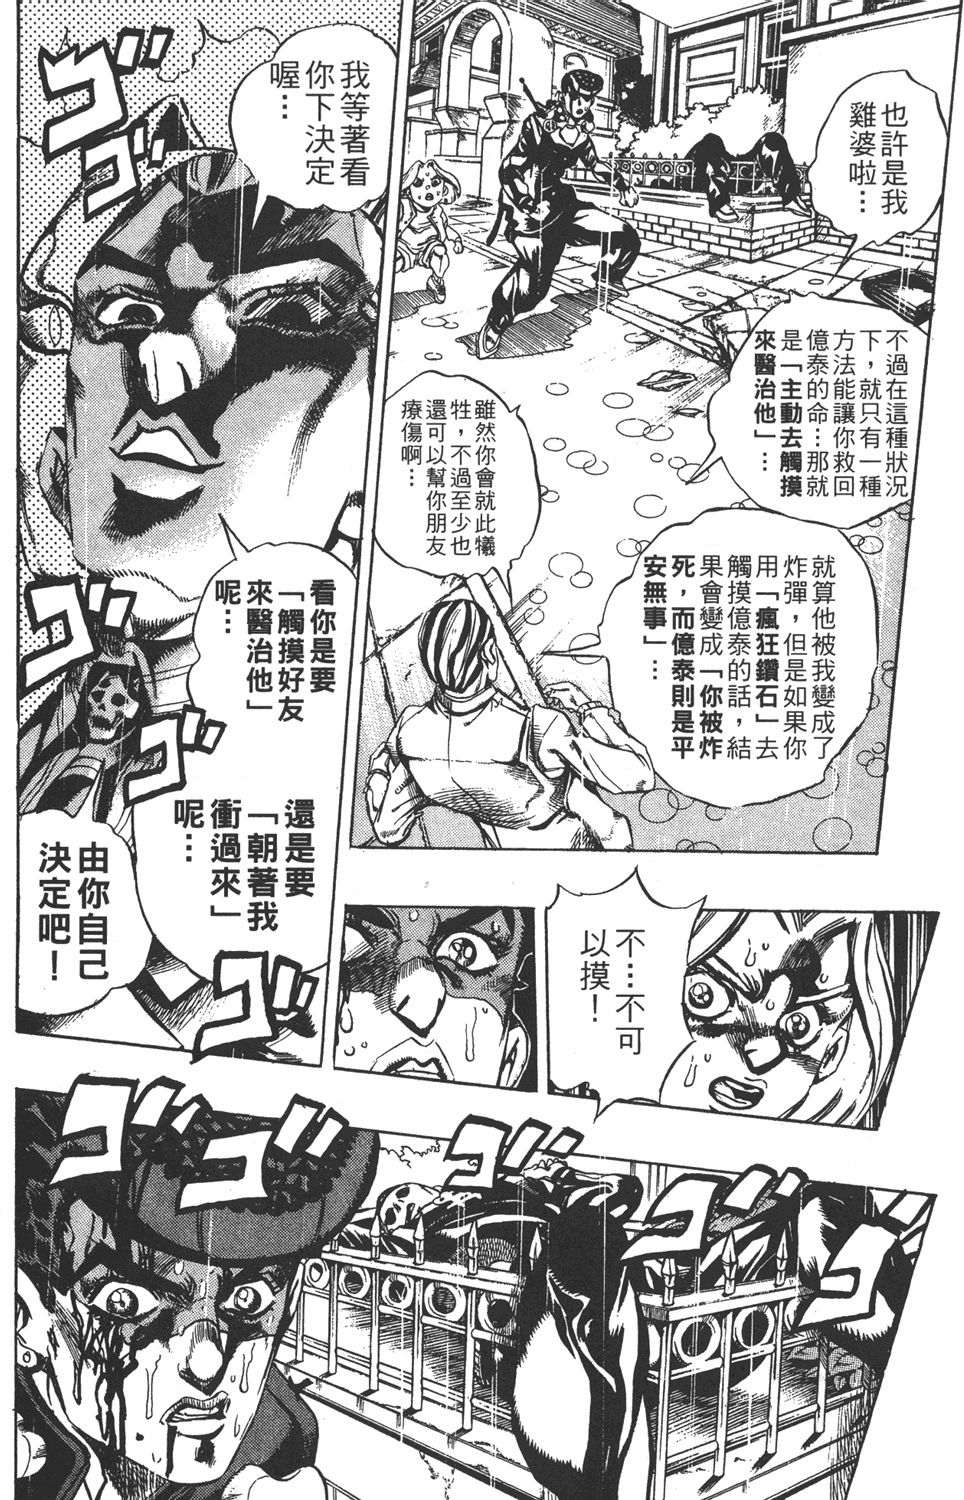 也許是我
雞婆啦…
不過在這種狀況
下，就只有一種
方法能讓你救回
億泰的命…那就
是「主動去觸摸
來醫治他」…
就算他被我變成了
炸彈，但是如果你
用「瘋狂鑽石」去
觸摸億泰的話，結
果會變成「你被炸
死，而億泰則是平
安無事」…
雖然你會就此犧
牲，不過至少也
還可以幫你朋友
療傷啊…
我等著看
你下決定
喔…
看你是要
「觸摸好友
來醫治他」
呢…
還是要
「朝著我
衝過來」
呢…
由你自己
決定吧！
不…不可
以摸！
ゴゴ
ゴゴゴ
ゴゴゴ
ゴゴゴゴ